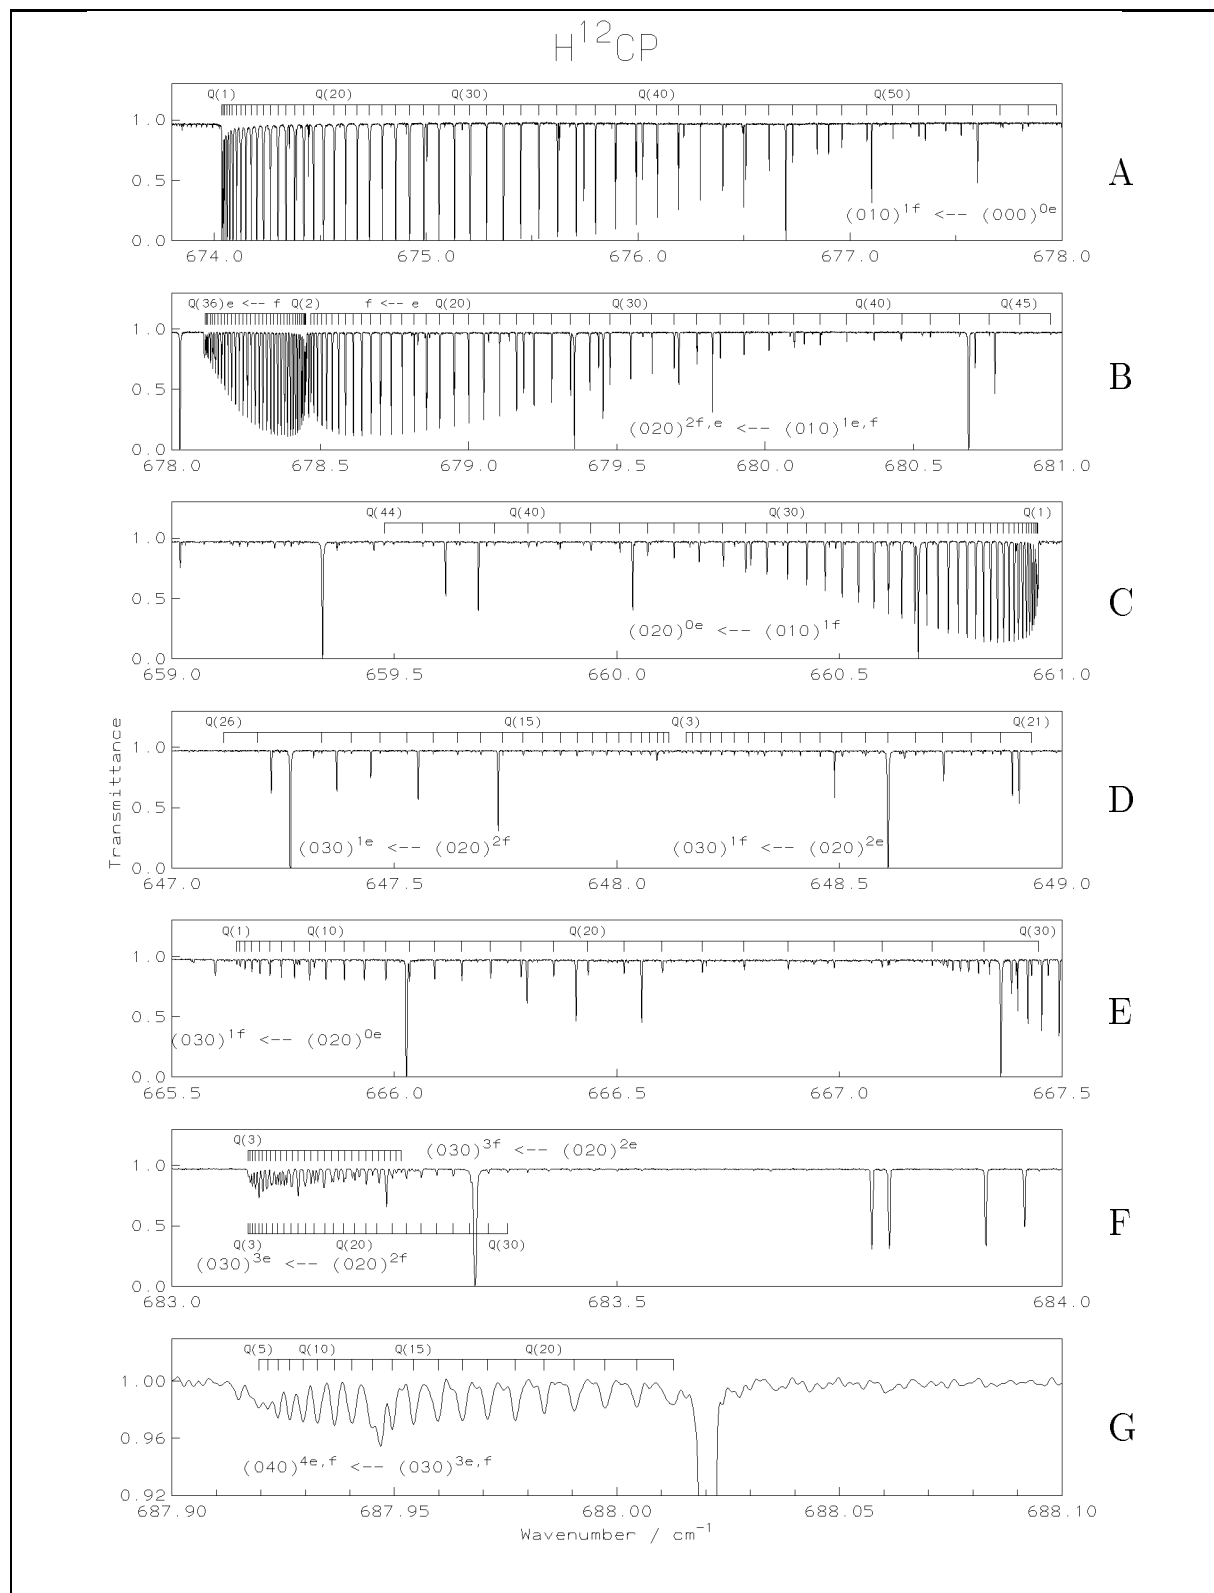 H¹²CP
Q(1) Q(20) Q(30) Q(40) Q(50)
1.0
0.5
0.0
(010)¹ᶠ <-- (000)⁰ᵉ
674.0 675.0 676.0 677.0 678.0
A
Q(36)e <-- f Q(2) f <-- e Q(20) Q(30) Q(40) Q(45)
1.0
0.5
0.0
(020)²ᶠ,ᵉ <-- (010)¹ᵉ,ᶠ
678.0 678.5 679.0 679.5 680.0 680.5 681.0
B
Q(44) Q(40) Q(30) Q(1)
1.0
0.5
0.0
(020)⁰ᵉ <-- (010)¹ᶠ
659.0 659.5 660.0 660.5 661.0
C
Transmittance
Q(26) Q(15) Q(3) Q(21)
1.0
0.5
0.0
(030)¹ᵉ <-- (020)²ᶠ (030)¹ᶠ <-- (020)²ᵉ
647.0 647.5 648.0 648.5 649.0
D
Q(1) Q(10) Q(20) Q(30)
1.0
0.5
0.0
(030)¹ᶠ <-- (020)⁰ᵉ
665.5 666.0 666.5 667.0 667.5
E
Q(3) (030)³ᶠ <-- (020)²ᵉ
1.0
0.5
0.0
Q(3) Q(20) Q(30)
(030)³ᵉ <-- (020)²ᶠ
683.0 683.5 684.0
F
Q(5) Q(10) Q(15) Q(20)
1.00
0.96
0.92
(040)⁴ᵉ,ᶠ <-- (030)³ᵉ,ᶠ
687.90 687.95 688.00 688.05 688.10
G
Wavenumber / cm⁻¹